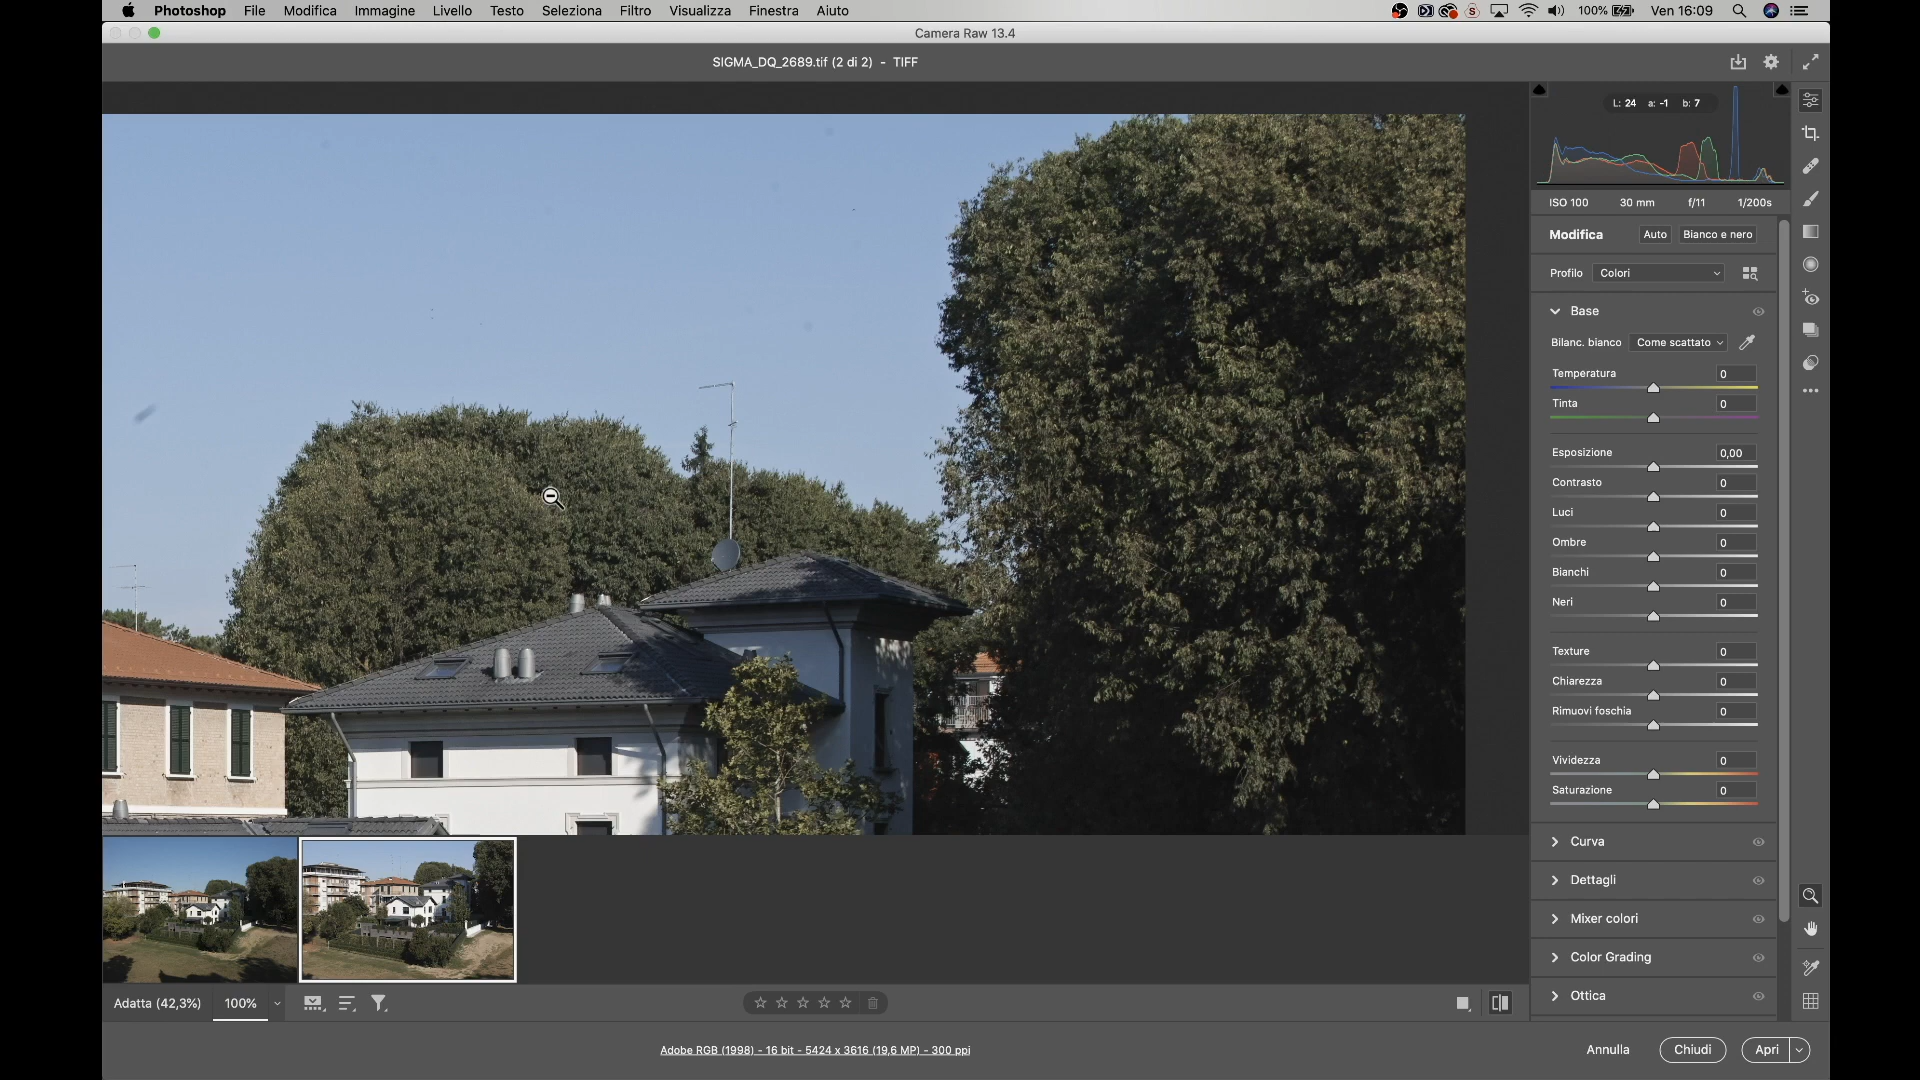 Photoshop File Modifica Immagine Livello Testo Seleziona Filtro Visualizza Finestra Aiuto 100% Ven 16:09
Camera Raw 13.4
SIGMA_DQ_2689.tif (2 di 2) - TIFF
L: 24 a: -1 b: 7
ISO 100 30 mm f/11 1/200s
Modifica Auto Bianco e nero
Profilo Colori
Base
Bilanc. bianco Come scattato
Temperatura 0
Tinta 0
Esposizione 0,00
Contrasto 0
Luci 0
Ombre 0
Bianchi 0
Neri 0
Texture 0
Chiarezza 0
Rimuovi foschia 0
Vividezza 0
Saturazione 0
Curva
Dettagli
Mixer colori
Color Grading
Ottica
Adatta (42,3%) 100%
Adobe RGB (1998) - 16 bit - 5424 x 3616 (19,6 MP) - 300 ppi
Annulla Chiudi Apri